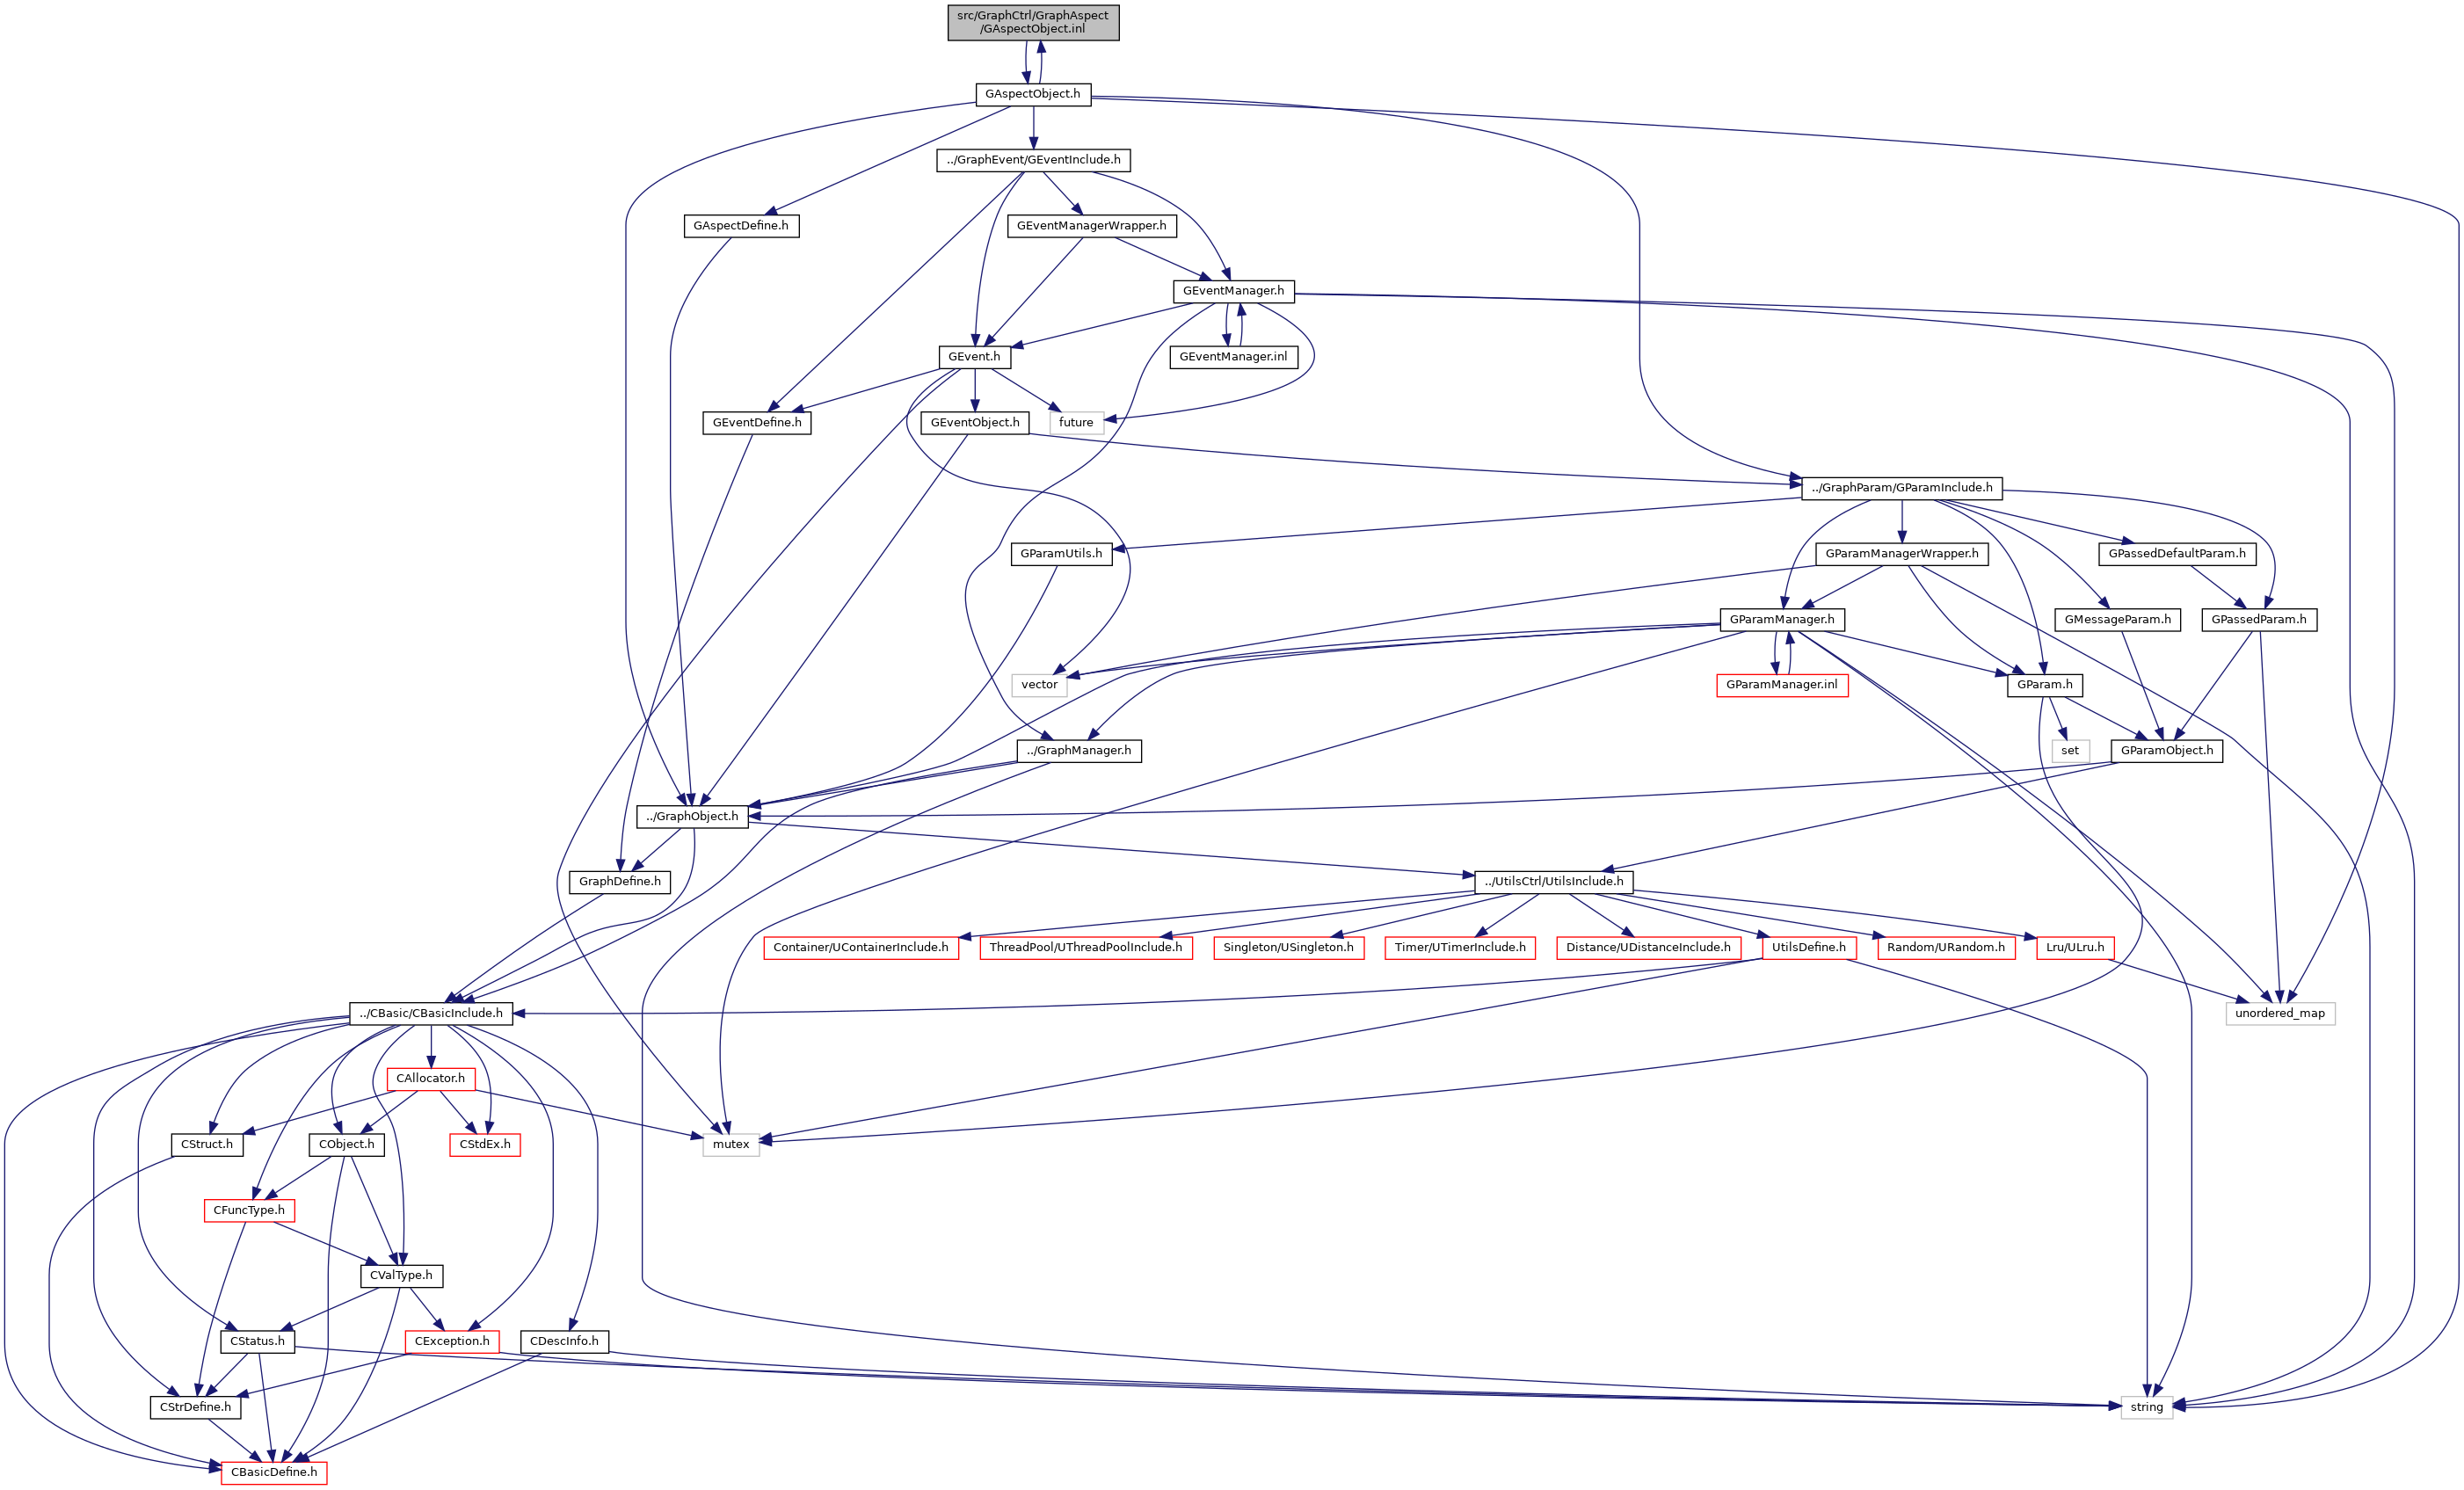 src/GraphCtrl/GraphAspect
/GAspectObject.inl
GAspectObject.h
../GraphEvent/GEventInclude.h
GAspectDefine.h
GEventManagerWrapper.h
GEventManager.h
GEvent.h
GEventManager.inl
GEventDefine.h
GEventObject.h
future
../GraphParam/GParamInclude.h
GParamUtils.h
GParamManagerWrapper.h
GPassedDefaultParam.h
GParamManager.h
GMessageParam.h
GPassedParam.h
vector
GParamManager.inl
GParam.h
../GraphManager.h
set
GParamObject.h
../GraphObject.h
GraphDefine.h
../UtilsCtrl/UtilsInclude.h
Container/UContainerInclude.h
ThreadPool/UThreadPoolInclude.h
Singleton/USingleton.h
Timer/UTimerInclude.h
Distance/UDistanceInclude.h
UtilsDefine.h
Random/URandom.h
Lru/ULru.h
../CBasic/CBasicInclude.h
unordered_map
CAllocator.h
CStruct.h
CObject.h
CStdEx.h
mutex
CFuncType.h
CValType.h
CStatus.h
CException.h
CDescInfo.h
CStrDefine.h
string
CBasicDefine.h